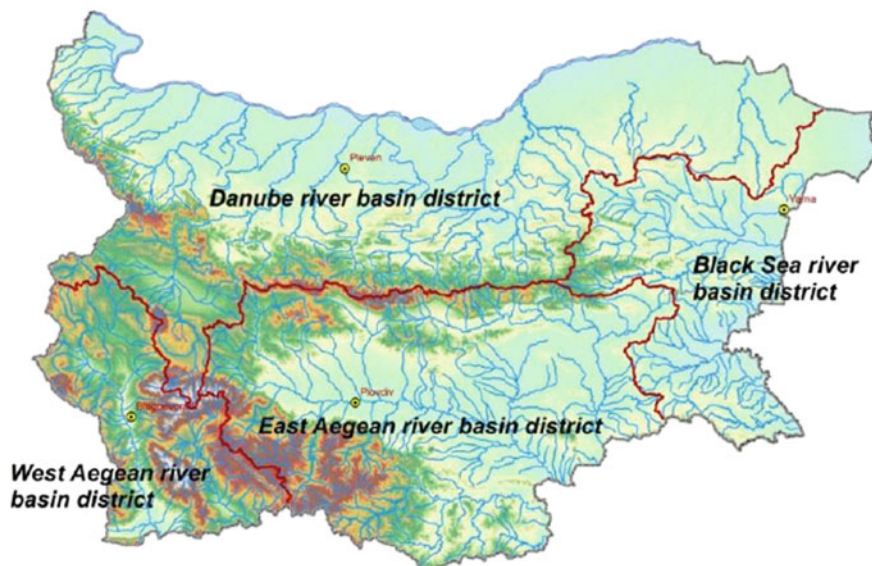 Pleven
Danube river basin district
Varna
Black Sea river
basin district
Plovdiv
East Aegean river basin district
West Aegean river
basin district